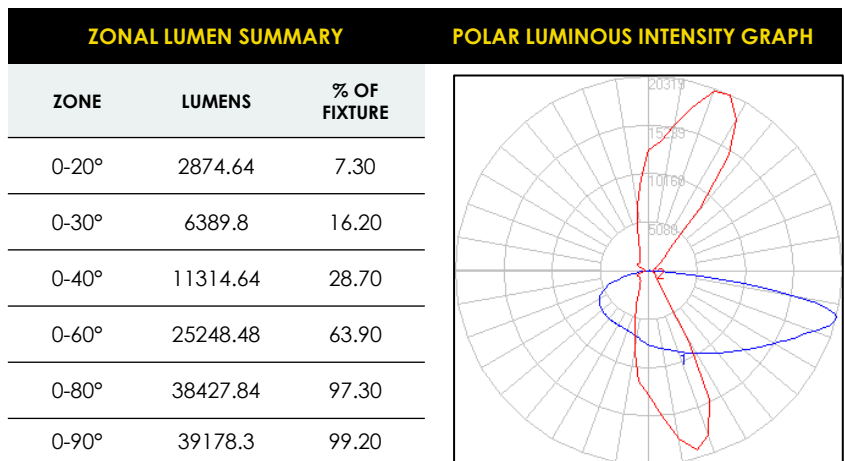 ZONAL LUMEN SUMMARY
POLAR LUMINOUS INTENSITY GRAPH
ZONE LUMENS % OF FIXTURE
0-20° 2874.64 7.30
0-30° 6389.8 16.20
0-40° 11314.64 28.70
0-60° 25248.48 63.90
0-80° 38427.84 97.30
0-90° 39178.3 99.20
20319
10160
5080
2
1